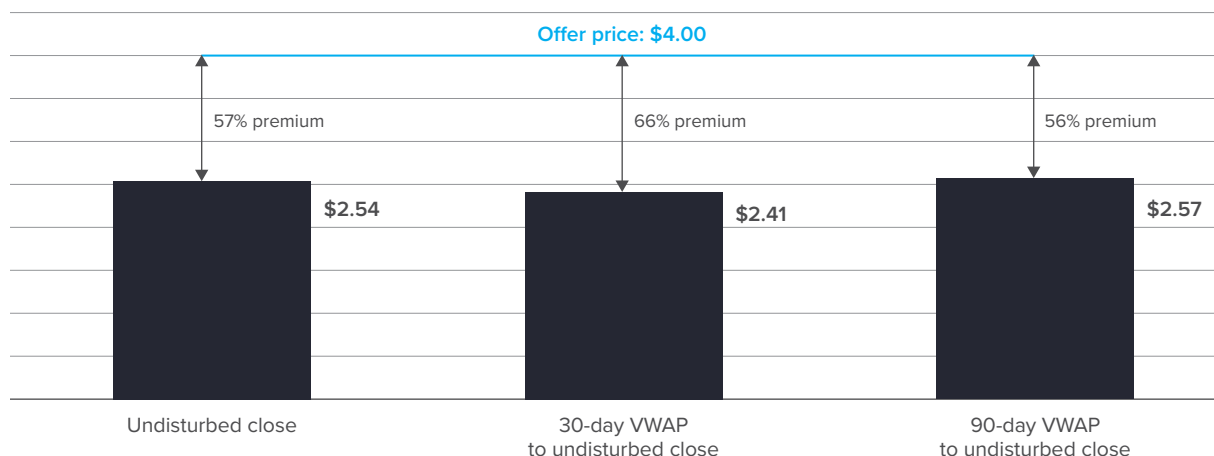 Offer price: $4.00
57% premium
66% premium
56% premium
$2.54
$2.41
$2.57
Undisturbed close
30-day VWAP
to undisturbed close
90-day VWAP
to undisturbed close